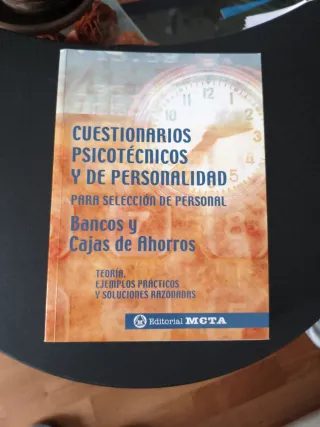 CUESTIONARIOS
PSICOTÉCNICOS
Y DE PERSONALIDAD
PARA SELECCIÓN DE PERSONAL
Bancos y
Cajas de Ahorros
TEORÍA,
EJEMPLOS PRÁCTICOS
Y SOLUCIONES RAZONADAS
Editorial MCTA